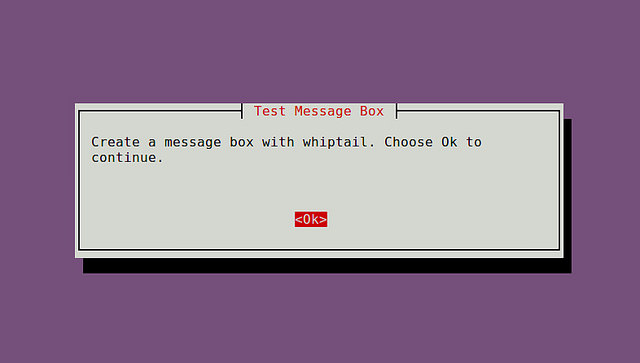 Test Message Box
Create a message box with whiptail. Choose Ok to
continue.
<Ok>